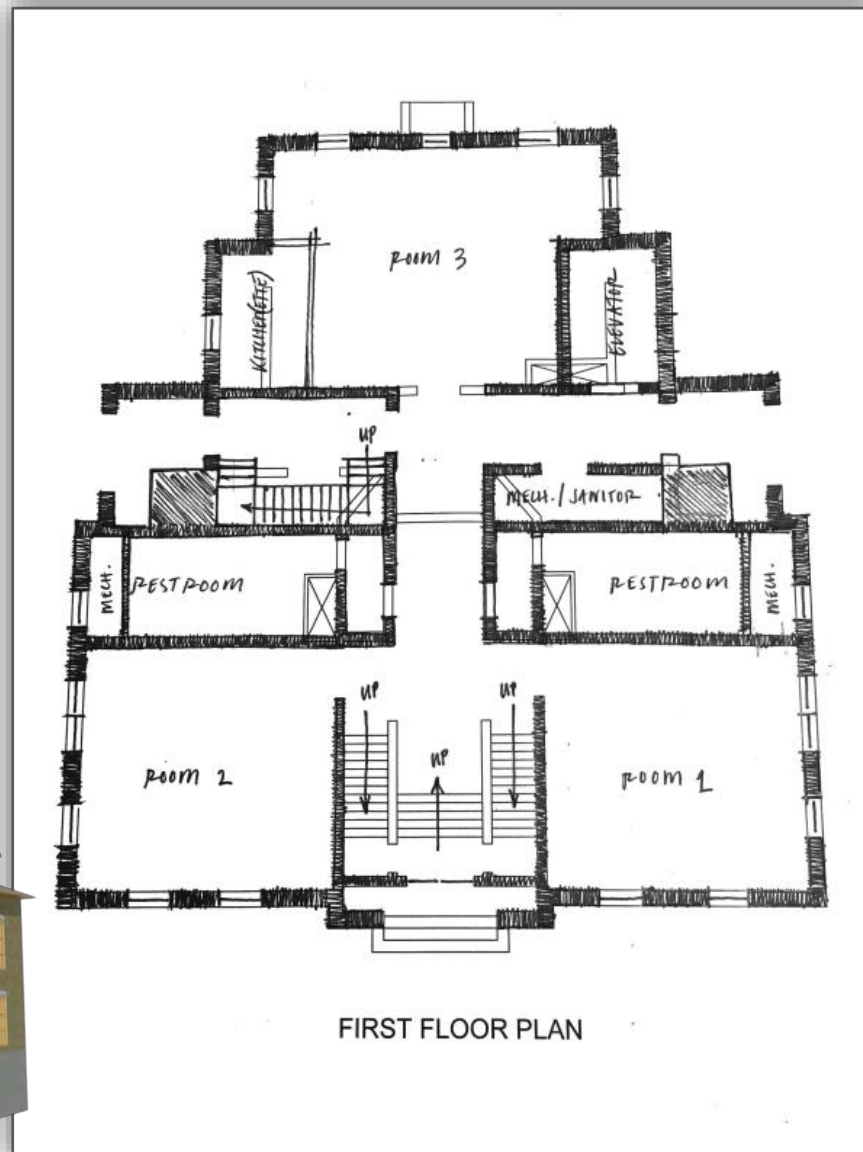 ROOM 3
KITCHEN(ETTE)
ELEVATOR
UP
MECH. / JANITOR
MECH.
RESTROOM
RESTROOM
MECH.
UP
UP
UP
ROOM 2
ROOM 1
FIRST FLOOR PLAN